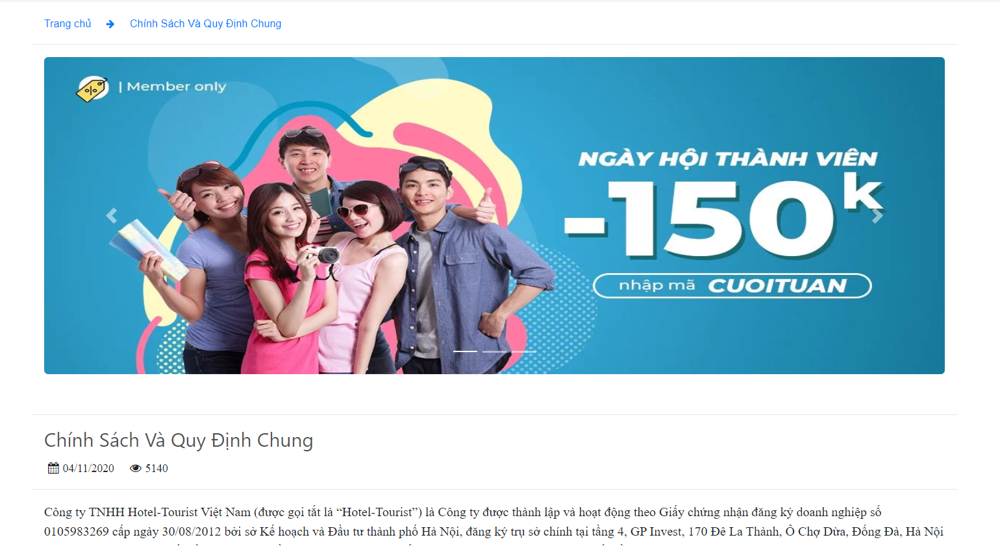 Trang chủ Chính Sách Và Quy Định Chung
| Member only
NGÀY HỘI THÀNH VIÊN
-150k
nhập mã CUOITUAN
Chính Sách Và Quy Định Chung
04/11/2020 5140
Công ty TNHH Hotel-Tourist Việt Nam (được gọi tắt là “Hotel-Tourist”) là Công ty được thành lập và hoạt động theo Giấy chứng nhận đăng ký doanh nghiệp số
0105983269 cấp ngày 30/08/2012 bởi sở Kế hoạch và Đầu tư thành phố Hà Nội, đăng ký trụ sở chính tại tầng 4, GP Invest, 170 Đê La Thành, Ô Chợ Dừa, Đống Đà, Hà Nội